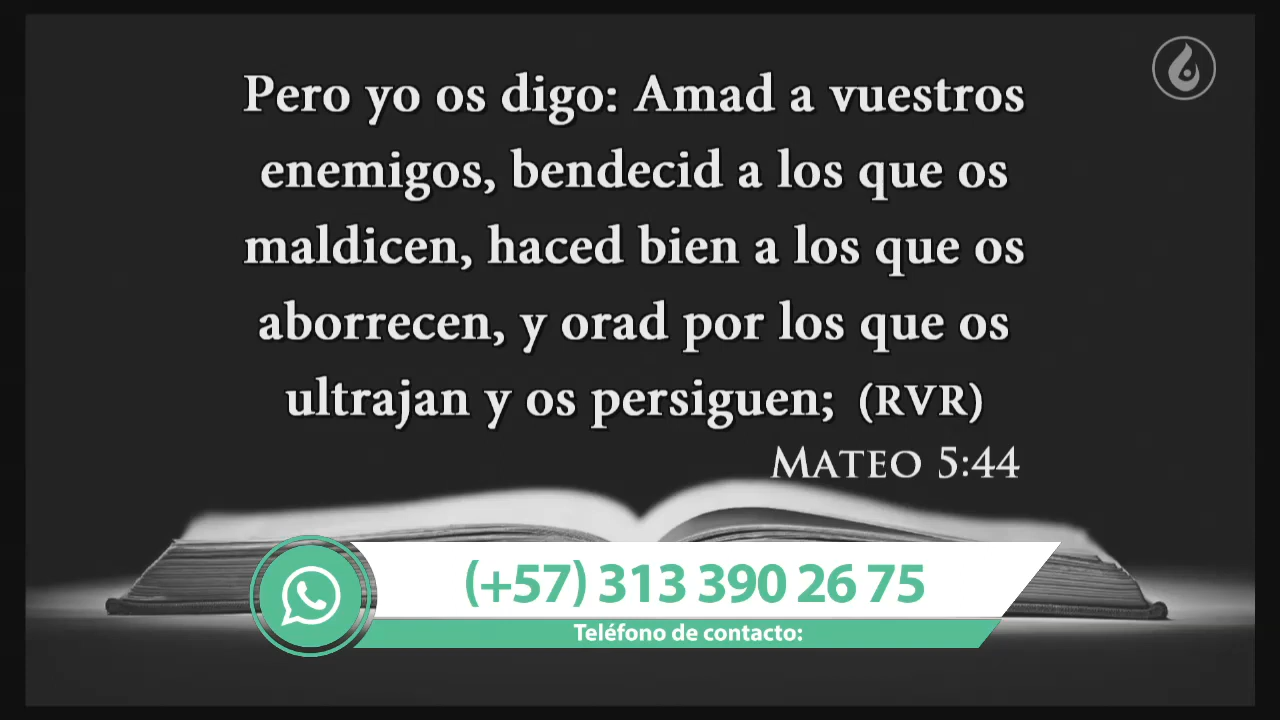 Pero yo os digo: Amad a vuestros
enemigos, bendecid a los que os
maldicen, haced bien a los que os
aborrecen, y orad por los que os
ultrajan y os persiguen; (RVR)
Mateo 5:44
(+57) 313 390 26 75
Teléfono de contacto: